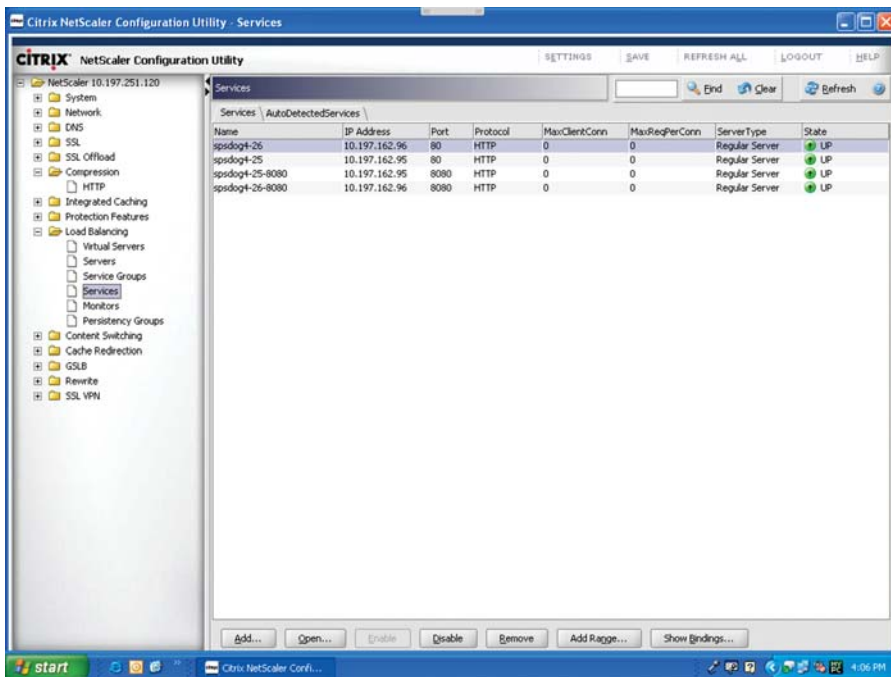 Citrix NetScaler Configuration Utility - Services
CITRIX NetScaler Configuration Utility
SETTINGS SAVE REFRESH ALL LOGOUT HELP
NetScaler 10.197.251.120
System
Network
DNS
SSL
SSL Offload
Compression
HTTP
Integrated Caching
Protection Features
Load Balancing
Virtual Servers
Servers
Service Groups
Services
Monitors
Persistency Groups
Content Switching
Cache Redirection
GSLB
Rewrite
SSL VPN
Services Find Clear Refresh
Services AutoDetectedServices
Name IP Address Port Protocol MaxClientConn MaxReqPerConn ServerType State
spsdog4-26 10.197.162.96 80 HTTP 0 0 Regular Server UP
spsdog4-25 10.197.162.95 80 HTTP 0 0 Regular Server UP
spsdog4-25-8080 10.197.162.95 8080 HTTP 0 0 Regular Server UP
spsdog4-26-8080 10.197.162.96 8080 HTTP 0 0 Regular Server UP
Add... Open... Enable Disable Remove Add Range... Show Bindings...
start Citrix NetScaler Confi... 4:06 PM